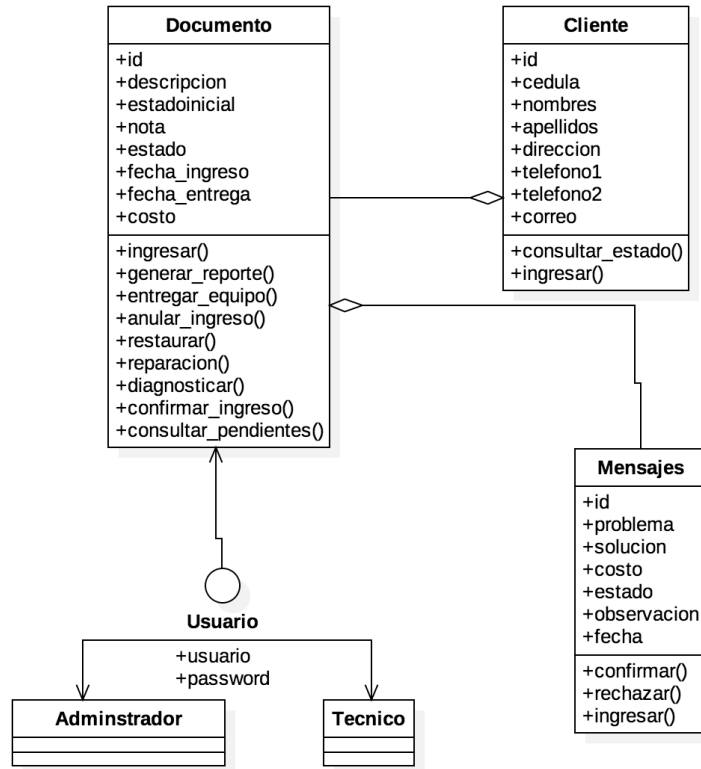 Documento
+id
+descripcion
+estadoinicial
+nota
+estado
+fecha_ingreso
+fecha_entrega
+costo
+ingresar()
+generar_reporte()
+entregar_equipo()
+anular_ingreso()
+restaurar()
+reparacion()
+diagnosticar()
+confirmar_ingreso()
+consultar_pendientes()
Cliente
+id
+cedula
+nombres
+apellidos
+direccion
+telefono1
+telefono2
+correo
+consultar_estado()
+ingresar()
Mensajes
+id
+problema
+solucion
+costo
+estado
+observacion
+fecha
+confirmar()
+rechazar()
+ingresar()
Usuario
+usuario
+password
Adminstrador
Tecnico